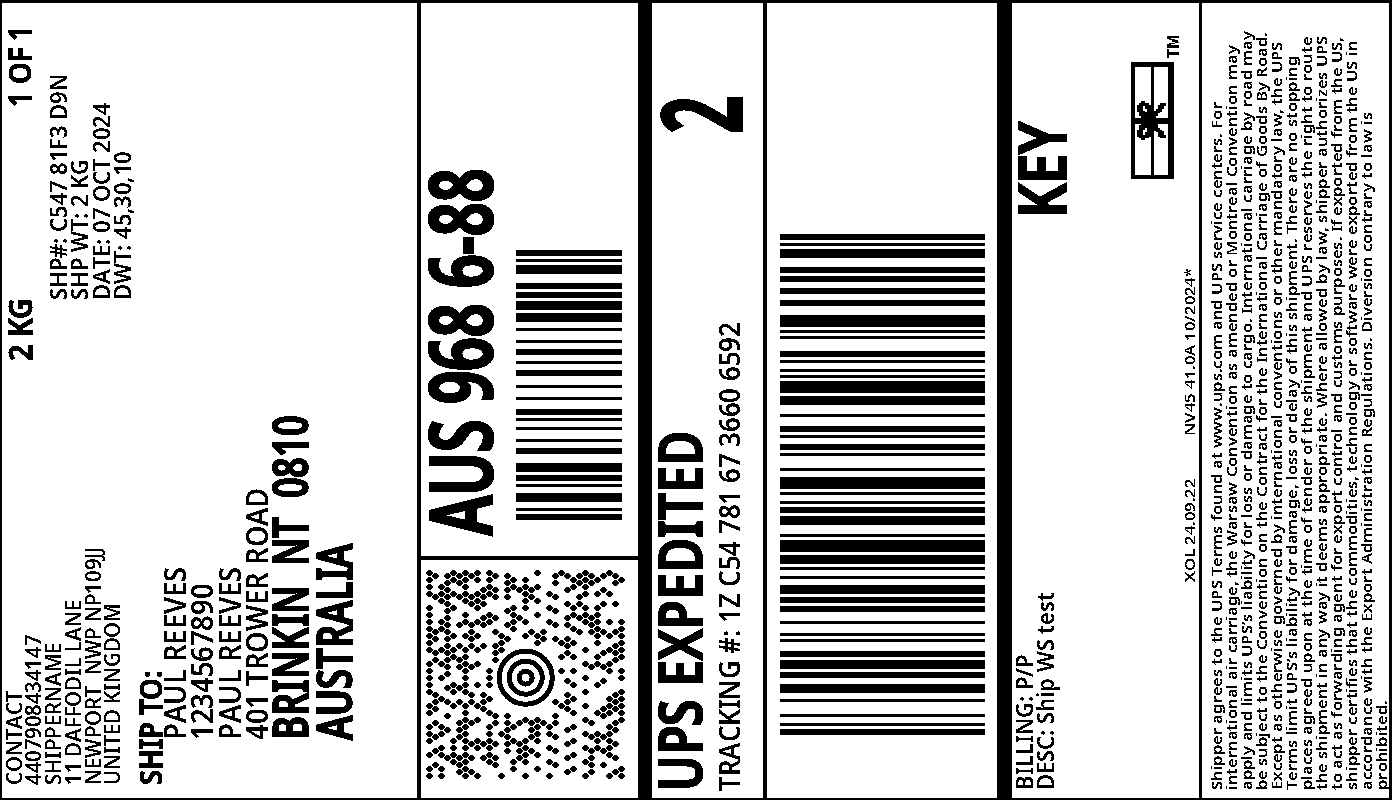 CONTACT
447908434147
SHIPPERNAME
11 DAFFODIL LANE
NEWPORT  NWP NP109JJ
UNITED KINGDOM
2 KG
1 OF 1
SHP#: C547 81F3 D9N
SHP WT: 2 KG
DATE: 07 OCT 2024
DWT: 45,30,10
SHIP TO:
PAUL REEVES
1234567890
PAUL REEVES
401 TROWER ROAD
BRINKIN  NT  0810
AUSTRALIA
AUS 968 6-88
UPS EXPEDITED
2
TRACKING #: 1Z C54 781 67 3660 6592
BILLING: P/P
DESC: Ship WS test
KEY
TM
XOL 24.09.22
NV45 41.0A 10/2024*
Shipper agrees to the UPS Terms found at www.ups.com and UPS service centers. For
international air carriage, the Warsaw Convention as amended or Montreal Convention may
apply and limits UPS's liability for loss or damage to cargo. International carriage by road may
be subject to the Convention on the Contract for the International Carriage of Goods By Road.
Except as otherwise governed by international conventions or other mandatory law, the UPS
Terms limit UPS's liability for damage, loss or delay of this shipment. There are no stopping
places agreed upon at the time of tender of the shipment and UPS reserves the right to route
the shipment in any way it deems appropriate. Where allowed by law, shipper authorizes UPS
to act as forwarding agent for export control and customs purposes. If exported from the US,
shipper certifies that the commodities, technology or software were exported from the US in
accordance with the Export Administration Regulations. Diversion contrary to law is
prohibited.